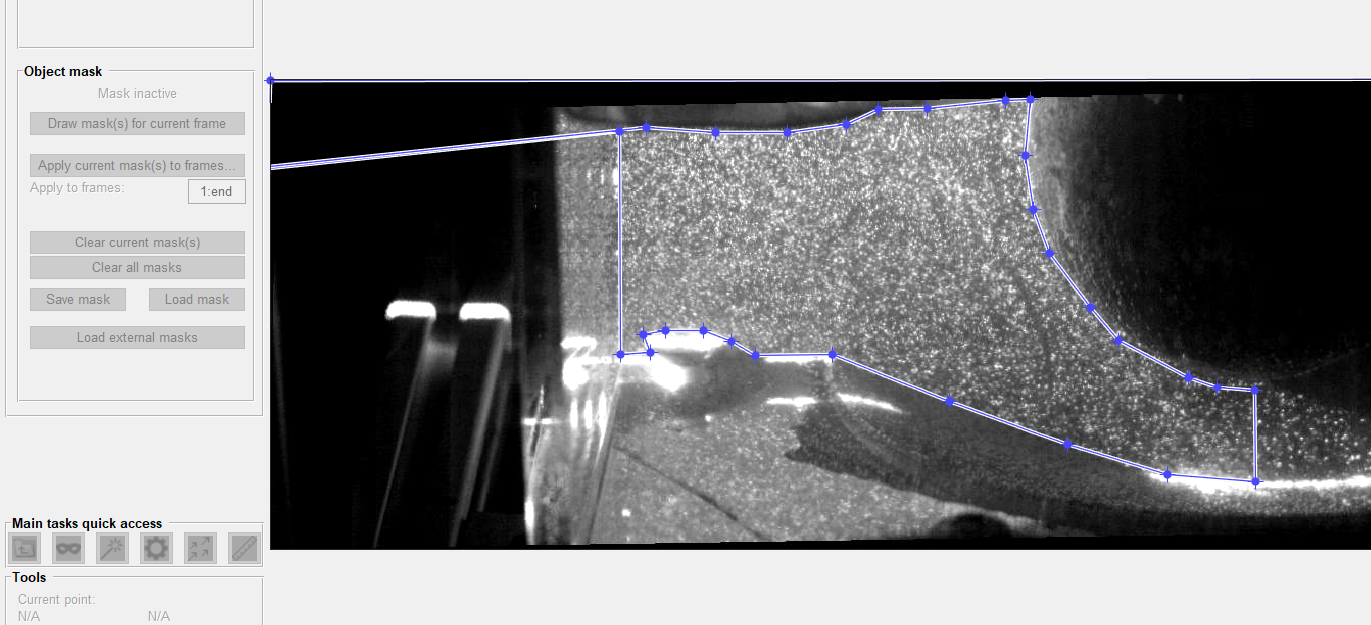 Object mask
Mask inactive
Draw mask(s) for current frame
Apply current mask(s) to frames...
Apply to frames:
1:end
Clear current mask(s)
Clear all masks
Save mask
Load mask
Load external masks
Main tasks quick access
Tools
Current point:
N/A
N/A